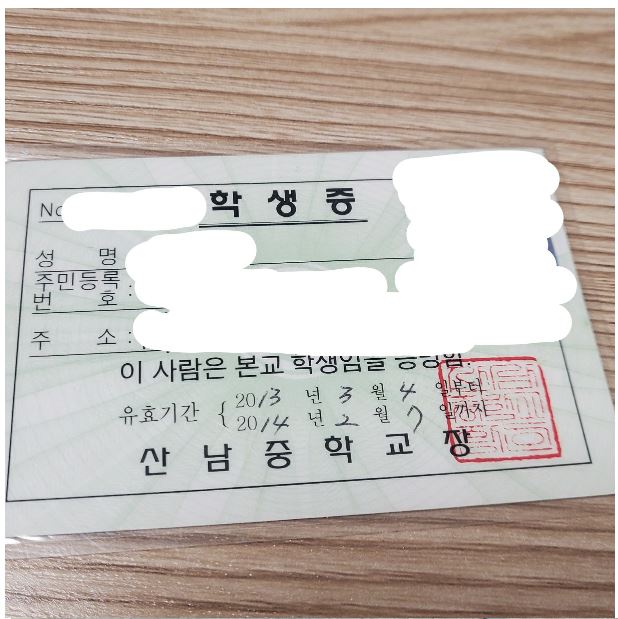 No
학생증
성 명
주민등록 :
번 호
주 소 :
이 사람은 본교 학생임을 증명함.
유효기간 { 2013 년 3 월 4 일부터
2014 년 2 월 7 일까지
산남중학교장